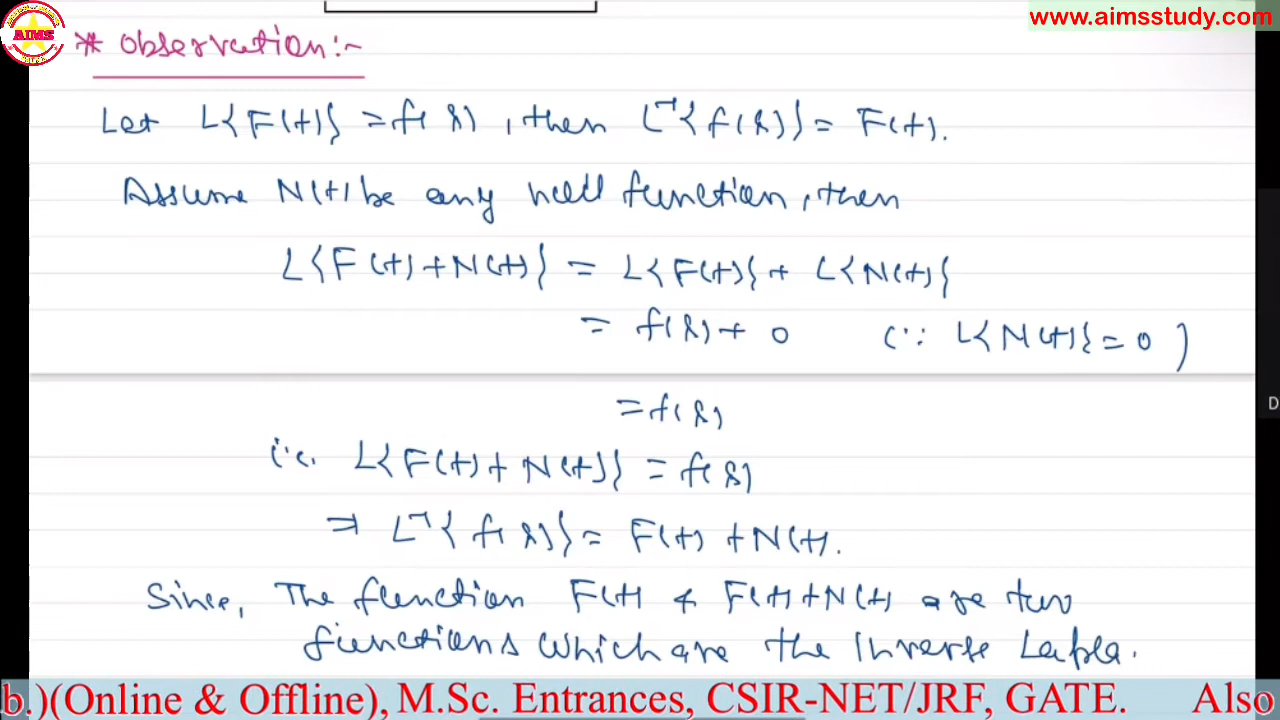 AIMS
www.aimsstudy.com
* Observation:-
Let L{F(t)} = f(s), then L⁻¹{f(s)} = F(t).
Assume N(t) be any null function, then
L{F(t)+N(t)} = L{F(t)} + L{N(t)}
= f(s) + 0 (∵ L{N(t)} = 0)
= f(s)
i.e. L{F(t)+N(t)} = f(s)
⇒ L⁻¹{f(s)} = F(t) + N(t).
Since, The function F(t) & F(t)+N(t) are two
functions which are the inverse Lapla.
D
b.)(Online & Offline), M.Sc. Entrances, CSIR-NET/JRF, GATE. Also